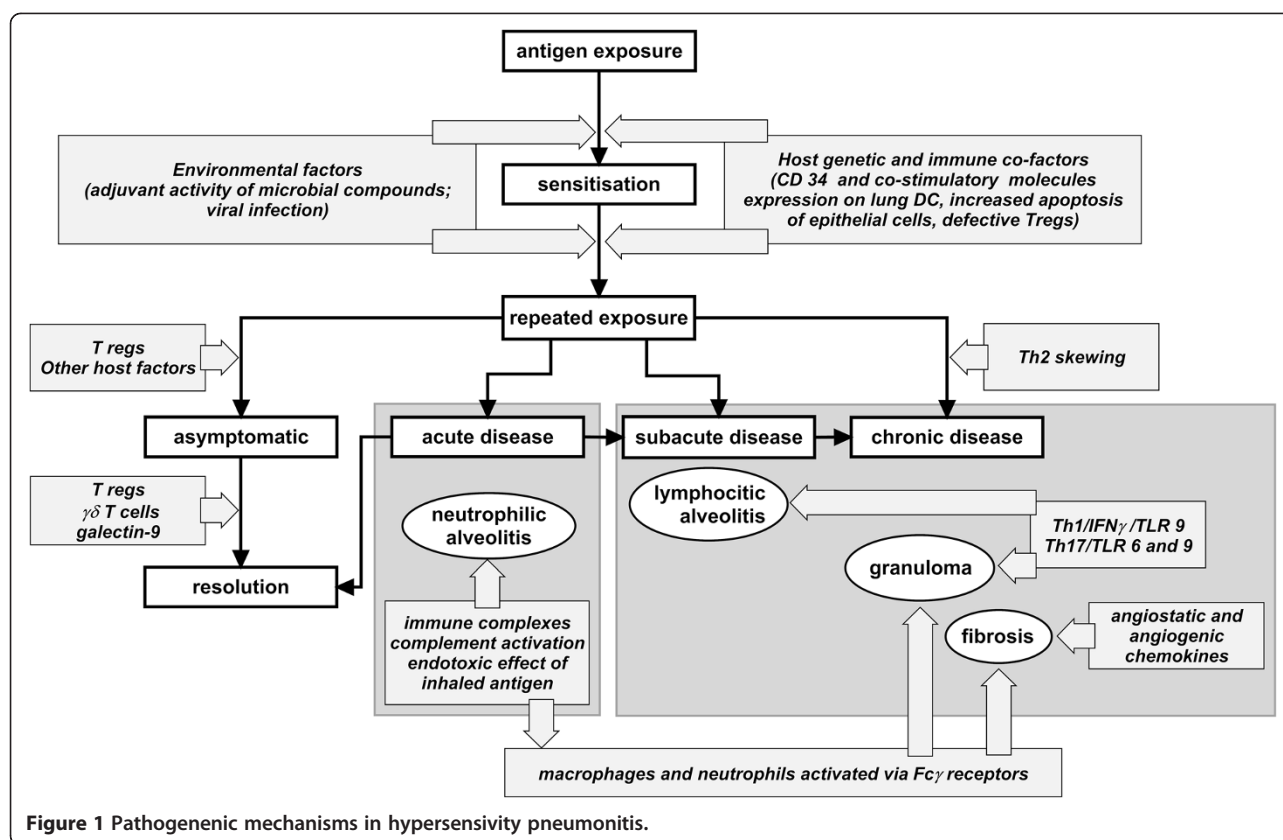 antigen exposure
Environmental factors
(adjuvant activity of microbial compounds;
viral infection)
Host genetic and immune co-factors
(CD 34 and co-stimulatory molecules
expression on lung DC, increased apoptosis
of epithelial cells, defective Tregs)
sensitisation
repeated exposure
T regs
Other host factors
Th2 skewing
asymptomatic
acute disease
subacute disease
chronic disease
T regs
γδ T cells
galectin-9
neutrophilic
alveolitis
lymphocitic
alveolitis
Th1/IFNγ /TLR 9
Th17/TLR 6 and 9
granuloma
resolution
immune complexes
complement activation
endotoxic effect of
inhaled antigen
fibrosis
angiostatic and
angiogenic
chemokines
macrophages and neutrophils activated via Fcγ receptors
Figure 1 Pathogenenic mechanisms in hypersensivity pneumonitis.